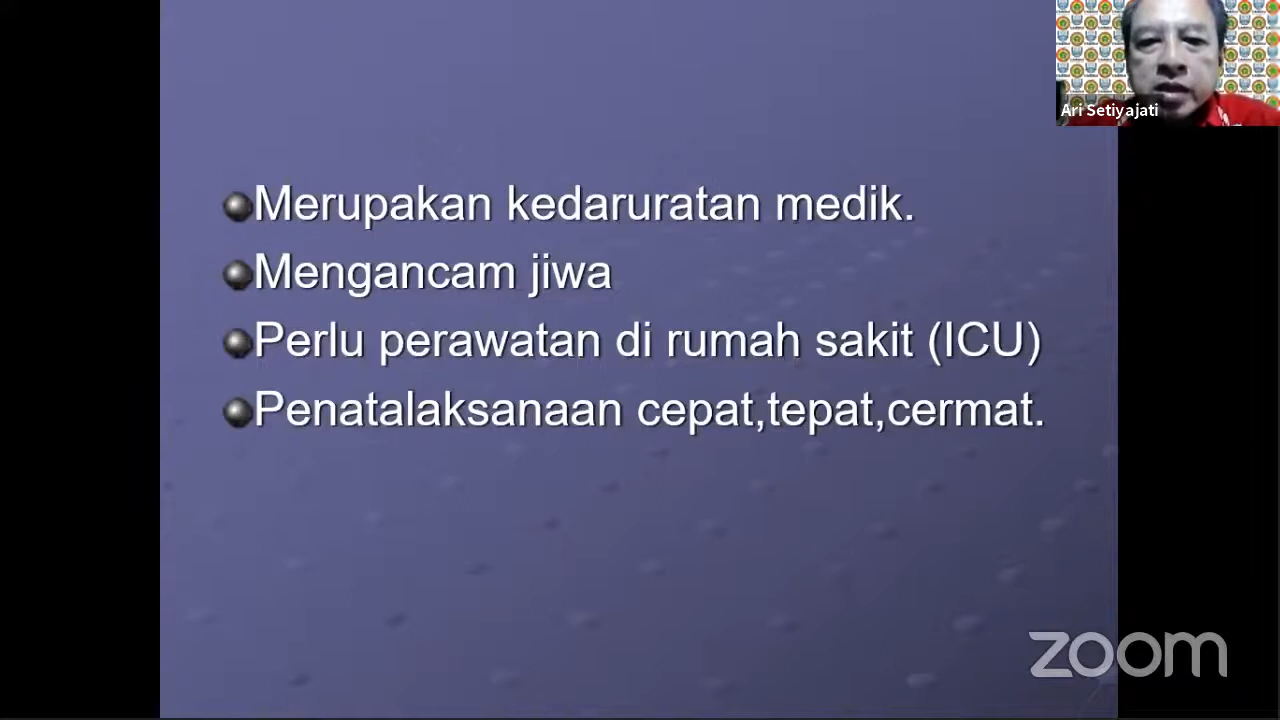 Ari Setiyajati
Merupakan kedaruratan medik.
Mengancam jiwa
Perlu perawatan di rumah sakit (ICU)
Penatalaksanaan cepat,tepat,cermat.
zoom